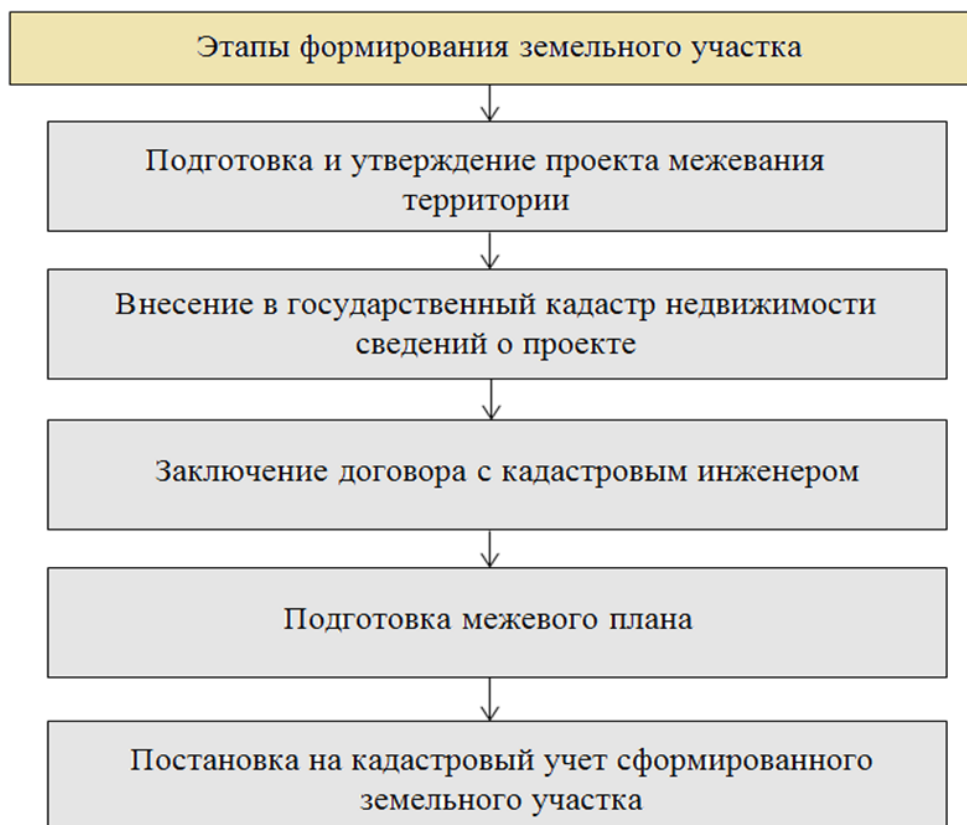 Этапы формирования земельного участка
Подготовка и утверждение проекта межевания
территории
Внесение в государственный кадастр недвижимости
сведений о проекте
Заключение договора с кадастровым инженером
Подготовка межевого плана
Постановка на кадастровый учет сформированного
земельного участка